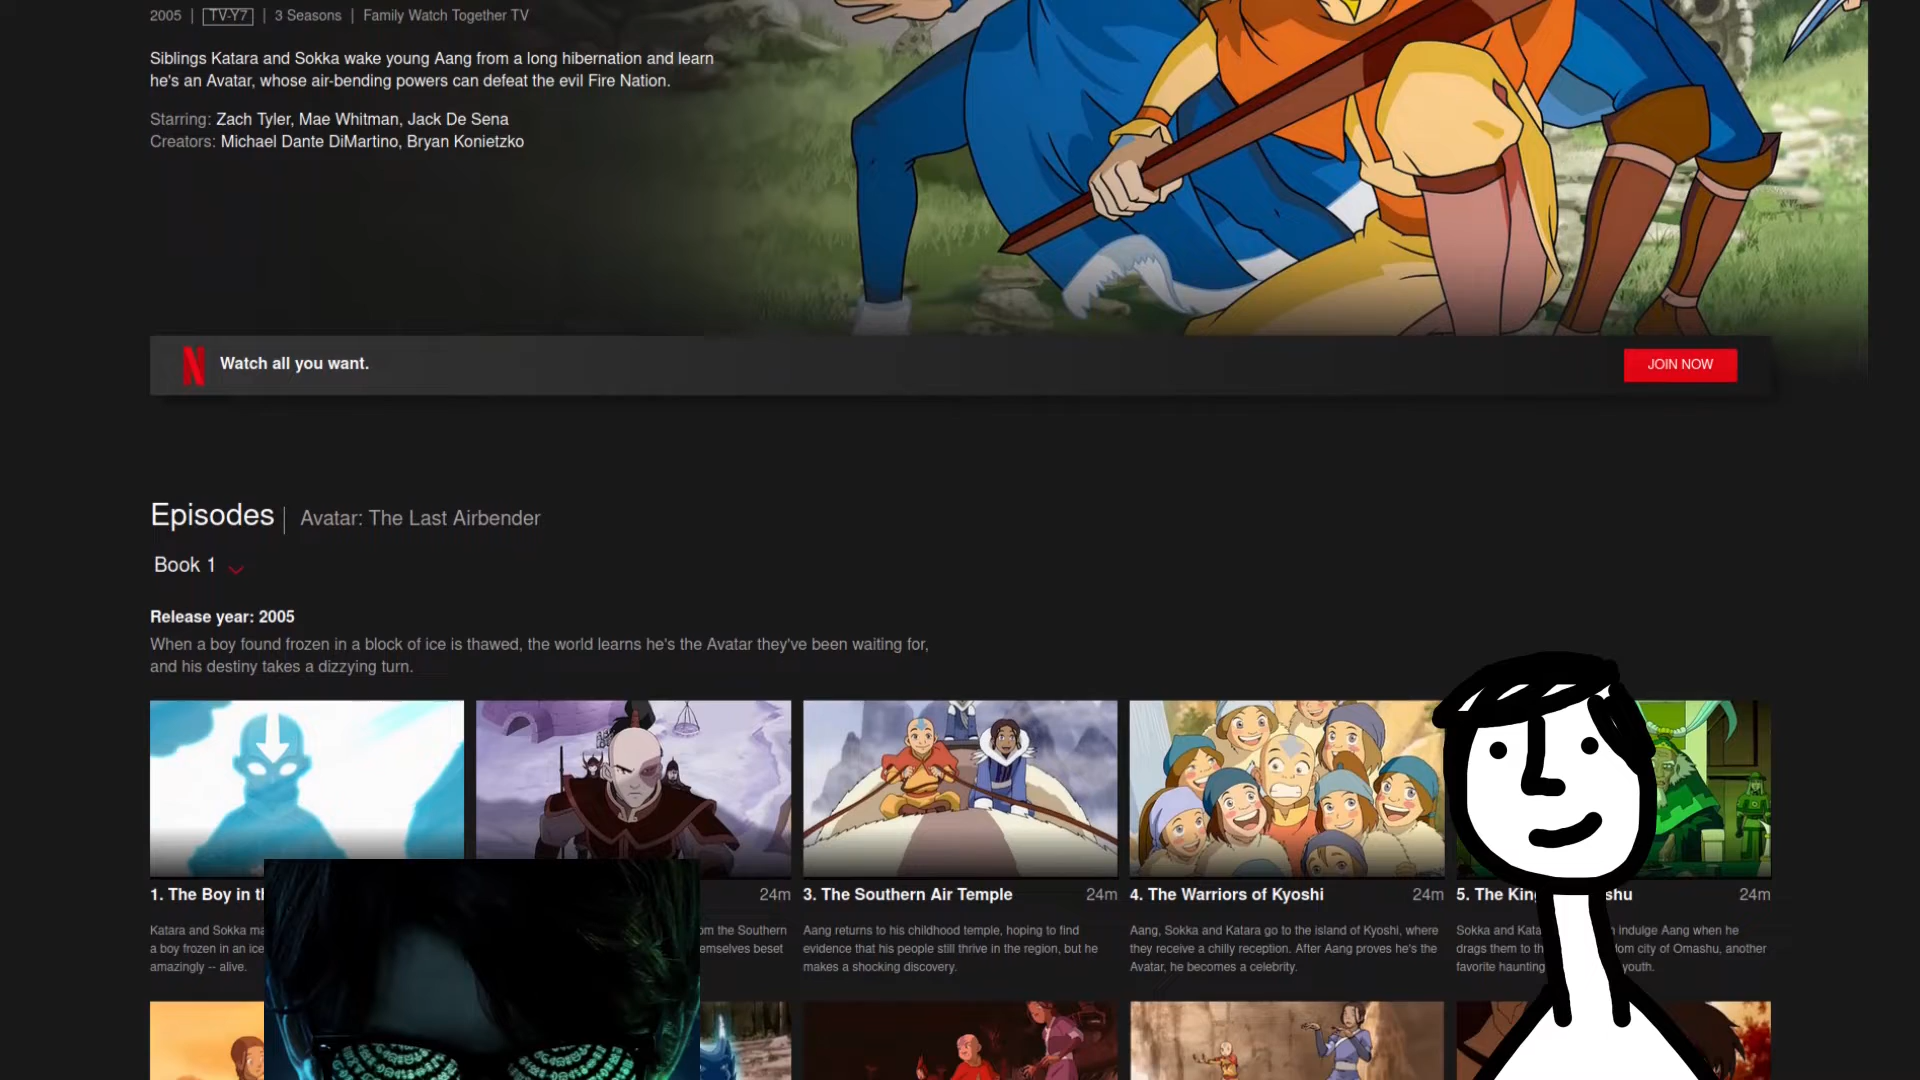 2005 | TV-Y7 | 3 Seasons | Family Watch Together TV
Siblings Katara and Sokka wake young Aang from a long hibernation and learn
he's an Avatar, whose air-bending powers can defeat the evil Fire Nation.
Starring: Zach Tyler, Mae Whitman, Jack De Sena
Creators: Michael Dante DiMartino, Bryan Konietzko
N Watch all you want.
JOIN NOW
Episodes | Avatar: The Last Airbender
Book 1
Release year: 2005
When a boy found frozen in a block of ice is thawed, the world learns he's the Avatar they've been waiting for,
and his destiny takes a dizzying turn.
1. The Boy in
Katara and Sokka
a boy frozen in an ice
amazingly -- alive.
24m
the Southern
beset
3. The Southern Air Temple 24m
Aang returns to his childhood temple, hoping to find
evidence that his people still thrive in the region, but he
makes a shocking discovery.
4. The Warriors of Kyoshi 24m
Aang, Sokka and Katara go to the island of Kyoshi, where
they receive a chilly reception. After Aang proves he's the
Avatar, he becomes a celebrity.
5. The 24m
Sokka and indulge Aang when he
drags them to city of Omashu, another
favorite youth.